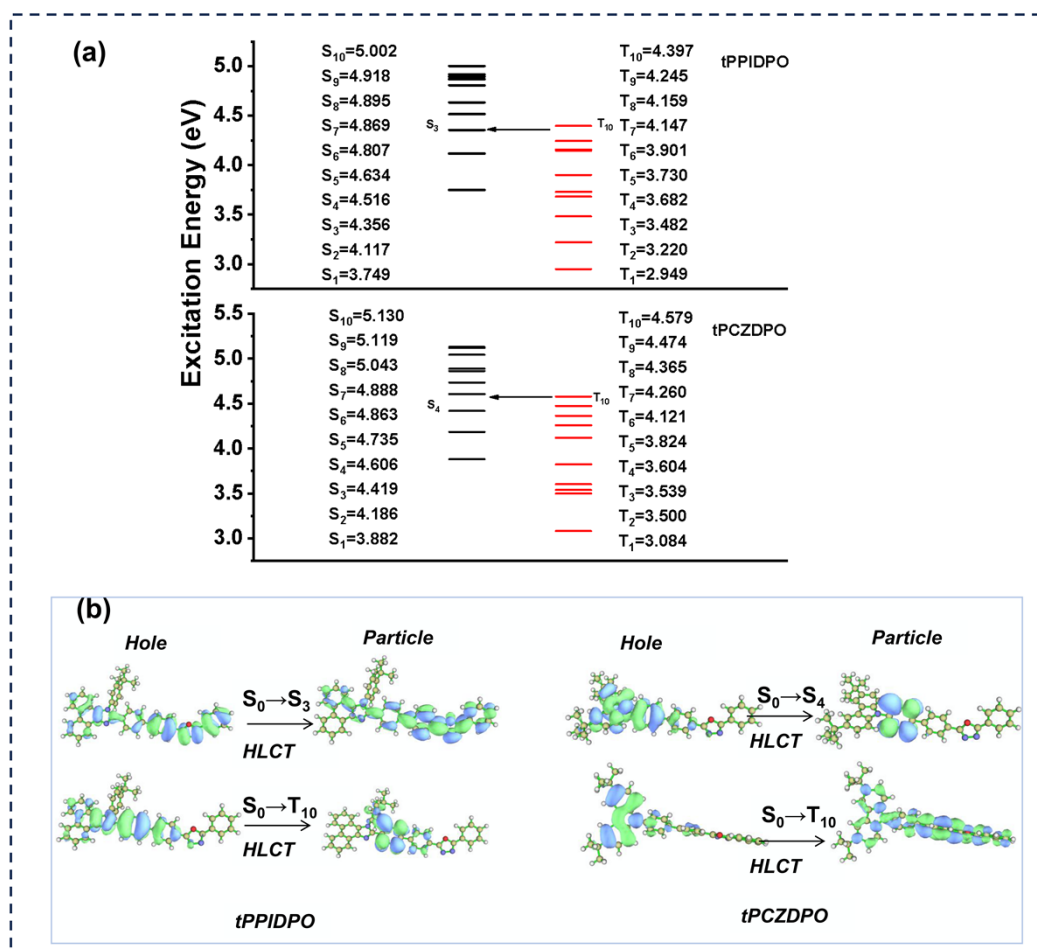 (a)
Excitation Energy (eV)
5.0
4.5
4.0
3.5
3.0
S₁₀=5.002
S₉=4.918
S₈=4.895
S₇=4.869
S₆=4.807
S₅=4.634
S₄=4.516
S₃=4.356
S₂=4.117
S₁=3.749
S₃
T₁₀
T₁₀=4.397
T₉=4.245
T₈=4.159
T₇=4.147
T₆=3.901
T₅=3.730
T₄=3.682
T₃=3.482
T₂=3.220
T₁=2.949
tPPIDPO
5.5
5.0
4.5
4.0
3.5
3.0
S₁₀=5.130
S₉=5.119
S₈=5.043
S₇=4.888
S₆=4.863
S₅=4.735
S₄=4.606
S₃=4.419
S₂=4.186
S₁=3.882
S₄
T₁₀
T₁₀=4.579
T₉=4.474
T₈=4.365
T₇=4.260
T₆=4.121
T₅=3.824
T₄=3.604
T₃=3.539
T₂=3.500
T₁=3.084
tPCZDPO
(b)
Hole
Particle
S₀→S₃
HLCT
S₀→T₁₀
HLCT
tPPIDPO
Hole
Particle
S₀→S₄
HLCT
S₀→T₁₀
HLCT
tPCZDPO